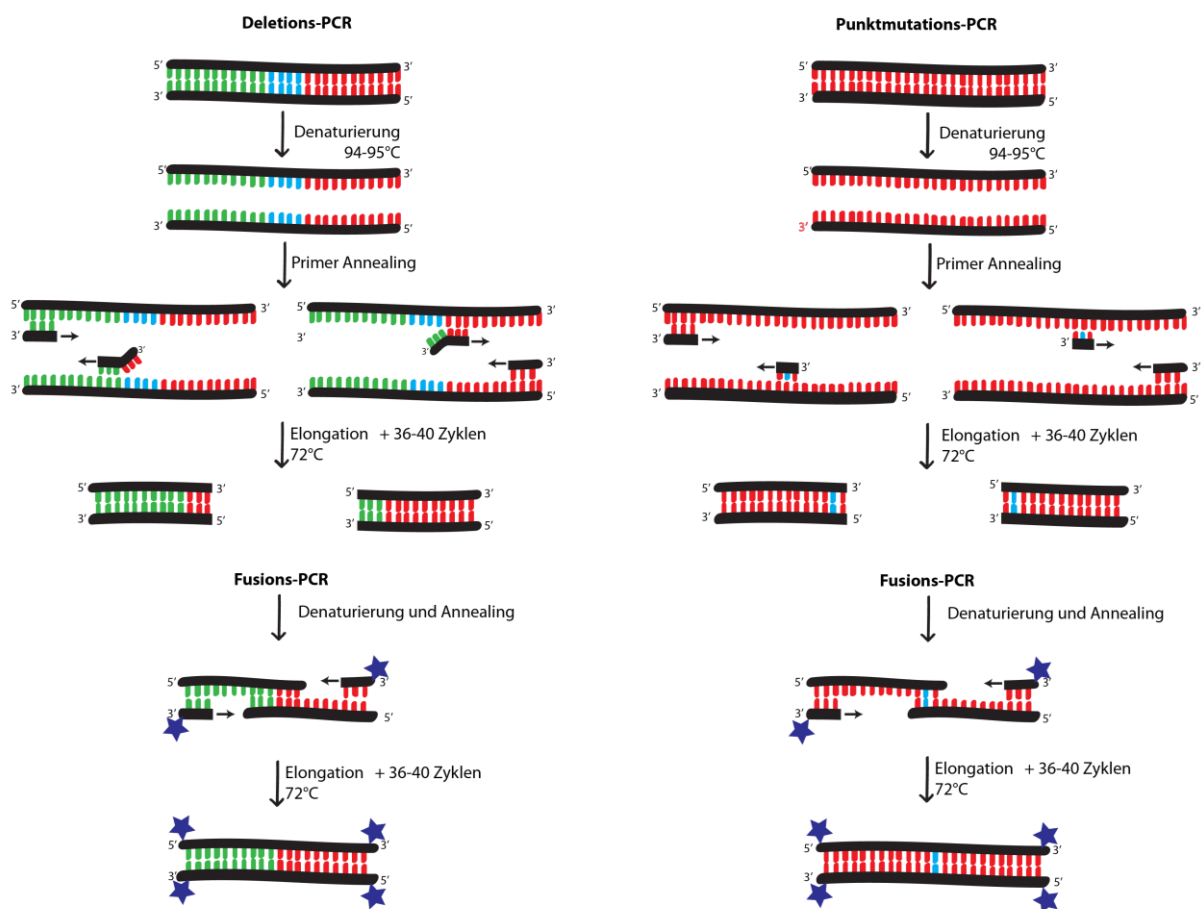 Deletions-PCR
5′ 3′
3′ 5′
Denaturierung
94-95°C
5′ 3′
3′ 5′
Primer Annealing
5′ 3′
3′
3′
3′ 5′
3′
3′
3′ 5′
Elongation + 36-40 Zyklen
72°C
5′ 3′
3′ 5′
5′ 3′
3′ 5′
Fusions-PCR
Denaturierung und Annealing
5′ 3′
3′ 5′
Elongation + 36-40 Zyklen
72°C
5′ 3′
3′ 5′
Punktmutations-PCR
5′ 3′
3′ 5′
Denaturierung
94-95°C
5′ 3′
3′ 5′
Primer Annealing
5′ 3′
3′
3′
3′ 5′
5′ 3′
3′
3′
3′ 5′
Elongation + 36-40 Zyklen
72°C
5′ 3′
3′ 5′
5′ 3′
3′ 5′
Fusions-PCR
Denaturierung und Annealing
5′ 3′
3′ 5′
Elongation + 36-40 Zyklen
72°C
5′ 3′
3′ 5′